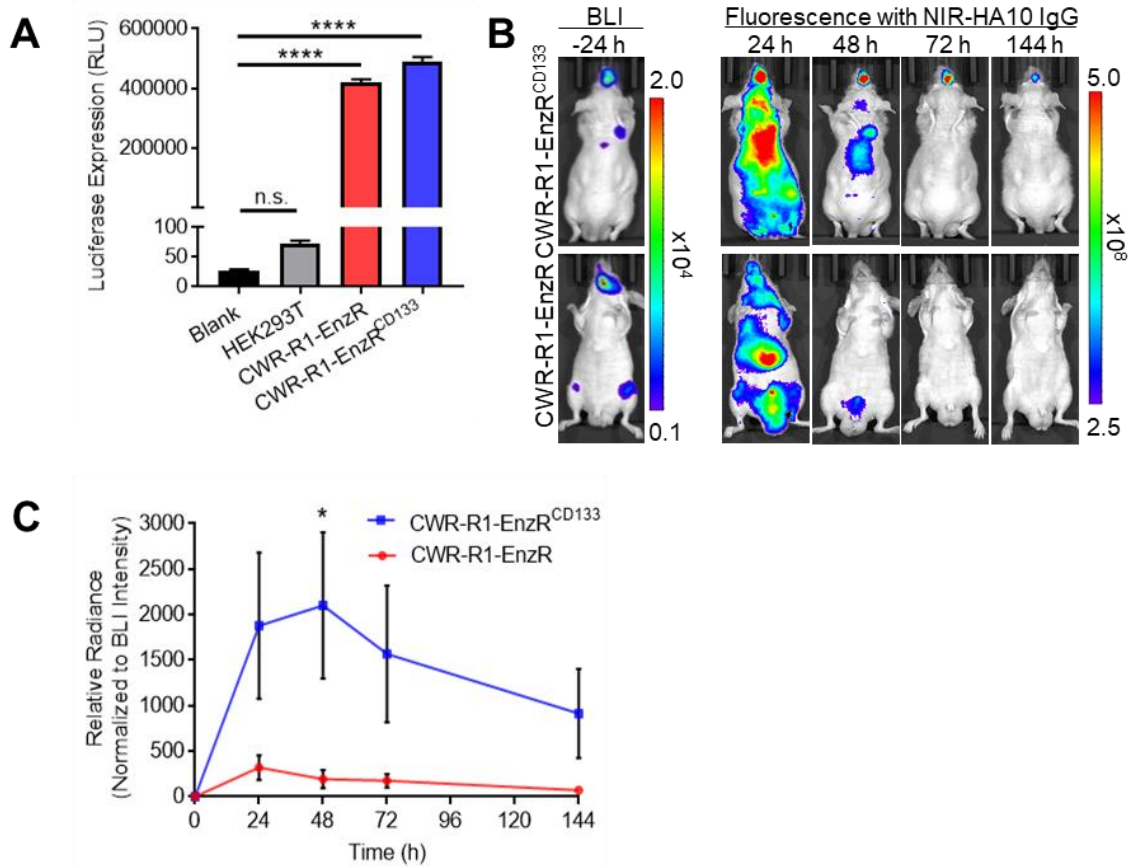 A
Luciferase Expression (RLU)
600000
400000
200000
100
50
0
****
****
n.s.
Blank
HEK293T
CWR-R1-EnzR
CWR-R1-EnzR^CD133
B
BLI
-24 h
Fluorescence with NIR-HA10 IgG
24 h 48 h 72 h 144 h
CWR-R1-EnzR^CD133
CWR-R1-EnzR
2.0
x10^4
0.1
5.0
x10^8
2.5
C
Relative Radiance
(Normalized to BLI Intensity)
3000
2500
2000
1500
1000
500
0
*
CWR-R1-EnzR^CD133
CWR-R1-EnzR
0 24 48 72 96 120 144
Time (h)